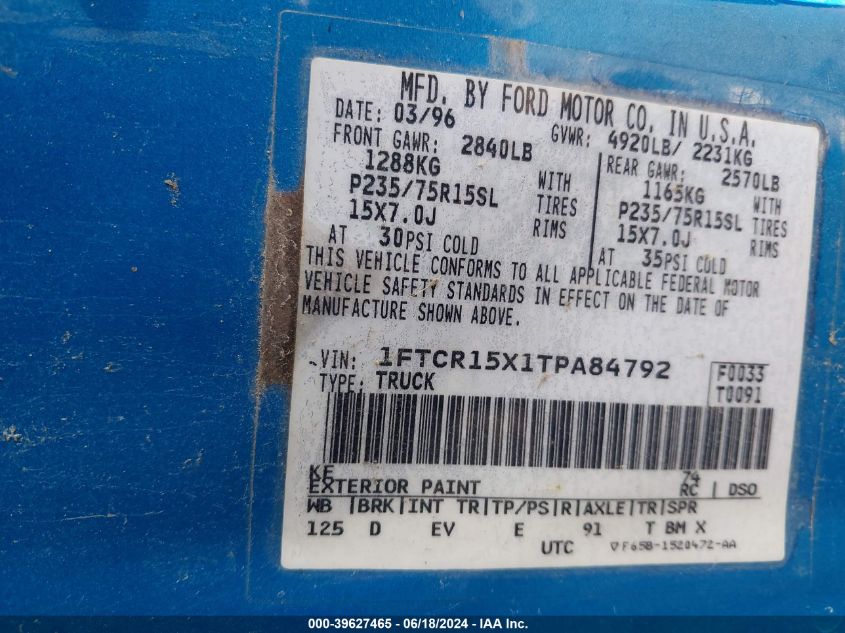 MFD. BY FORD MOTOR CO. IN U.S.A.
DATE: 03/96 GVWR: 4920LB/ 2231KG
FRONT GAWR: 2840LB REAR GAWR: 2570LB
1288KG WITH 1165KG WITH
P235/75R15SL TIRES P235/75R15SL TIRES
15X7.0J RIMS 15X7.0J RIMS
AT 30PSI COLD AT 35PSI COLD
THIS VEHICLE CONFORMS TO ALL APPLICABLE FEDERAL MOTOR
VEHICLE SAFETY STANDARDS IN EFFECT ON THE DATE OF
MANUFACTURE SHOWN ABOVE.
VIN: 1FTCR15X1TPA84792 F0033
TYPE: TRUCK T0091
KF 74
EXTERIOR PAINT RC | DSO
WB |BRK|INT TR|TP/PS|R|AXLE|TR|SPR
125 D EV E 91 T BM X
UTC ▽F65B-1520472-AA
000-39627465 - 06/18/2024 - IAAI.com